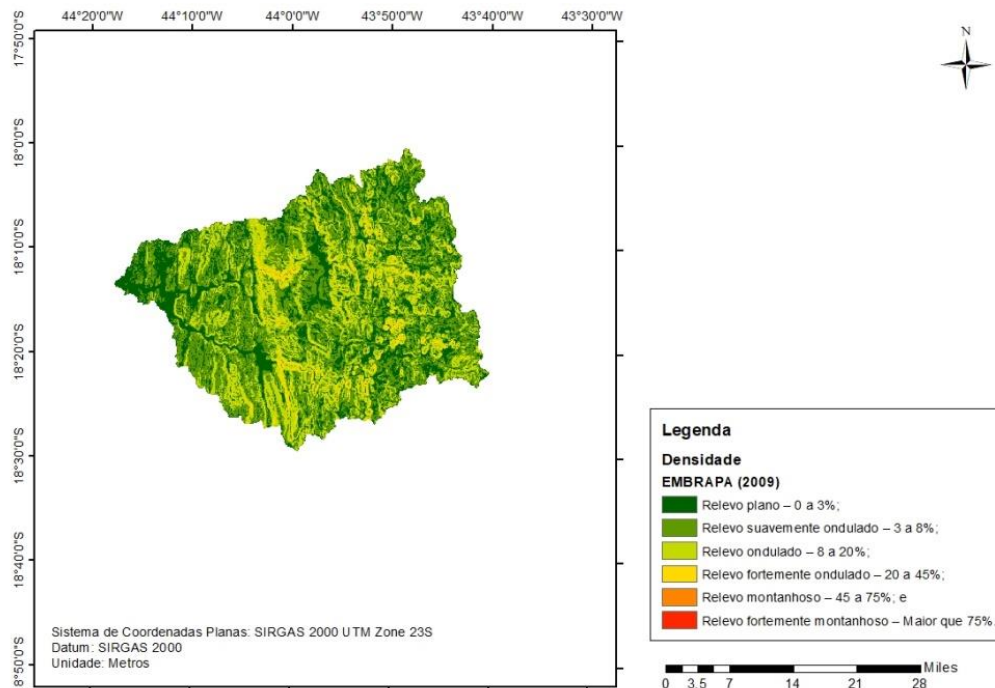 44°20'0"W 44°10'0"W 44°0'0"W 43°50'0"W 43°40'0"W 43°30'0"W
17°50'0"S
18°0'0"S
18°10'0"S
18°20'0"S
18°30'0"S
18°40'0"S
8°50'0"S
N
Sistema de Coordenadas Planas: SIRGAS 2000 UTM Zone 23S
Datum: SIRGAS 2000
Unidade: Metros
Legenda
Densidade
EMBRAPA (2009)
Relevo plano – 0 a 3%;
Relevo suavemente ondulado – 3 a 8%;
Relevo ondulado – 8 a 20%;
Relevo fortemente ondulado – 20 a 45%;
Relevo montanhoso – 45 a 75%; e
Relevo fortemente montanhoso – Maior que 75%.
Miles
0 3.5 7 14 21 28